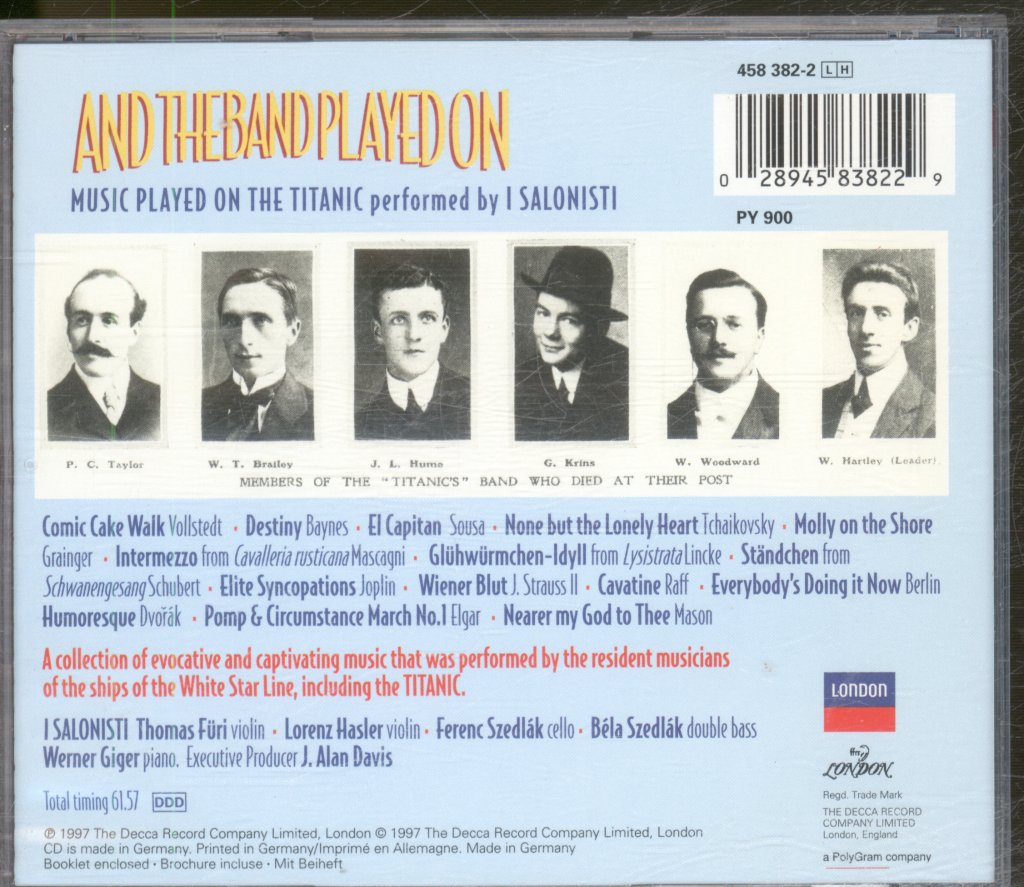 458 382-2 LH
AND THE BAND PLAYED ON
MUSIC PLAYED ON THE TITANIC performed by I SALONISTI
0 28945 83822 9
PY 900
P. C. Taylor
W. T. Brailey
J. L. Hume
G. Krins
W. Woodward
W. Hartley (Leader).
MEMBERS OF THE "TITANIC'S" BAND WHO DIED AT THEIR POST
Comic Cake Walk Vollstedt · Destiny Baynes · El Capitan Sousa · None but the Lonely Heart Tchaikovsky · Molly on the Shore
Grainger · Intermezzo from Cavalleria rusticana Mascagni · Glühwürmchen-Idyll from Lysistrata Lincke · Ständchen from
Schwanengesang Schubert · Elite Syncopations Joplin · Wiener Blut J. Strauss II · Cavatine Raff · Everybody's Doing it Now Berlin
Humoresque Dvořák · Pomp & Circumstance March No.1 Elgar · Nearer my God to Thee Mason
A collection of evocative and captivating music that was performed by the resident musicians
of the ships of the White Star Line, including the TITANIC.
I SALONISTI Thomas Füri violin · Lorenz Hasler violin · Ferenc Szedlák cello · Béla Szedlák double bass
Werner Giger piano. Executive Producer J. Alan Davis
Total timing 61.57 DDD
℗ 1997 The Decca Record Company Limited, London © 1997 The Decca Record Company Limited, London
CD is made in Germany. Printed in Germany/Imprimé en Allemagne. Made in Germany
Booklet enclosed · Brochure incluse · Mit Beiheft
LONDON
ffrr
LONDON
Regd. Trade Mark
THE DECCA RECORD
COMPANY LIMITED
London, England
a PolyGram company